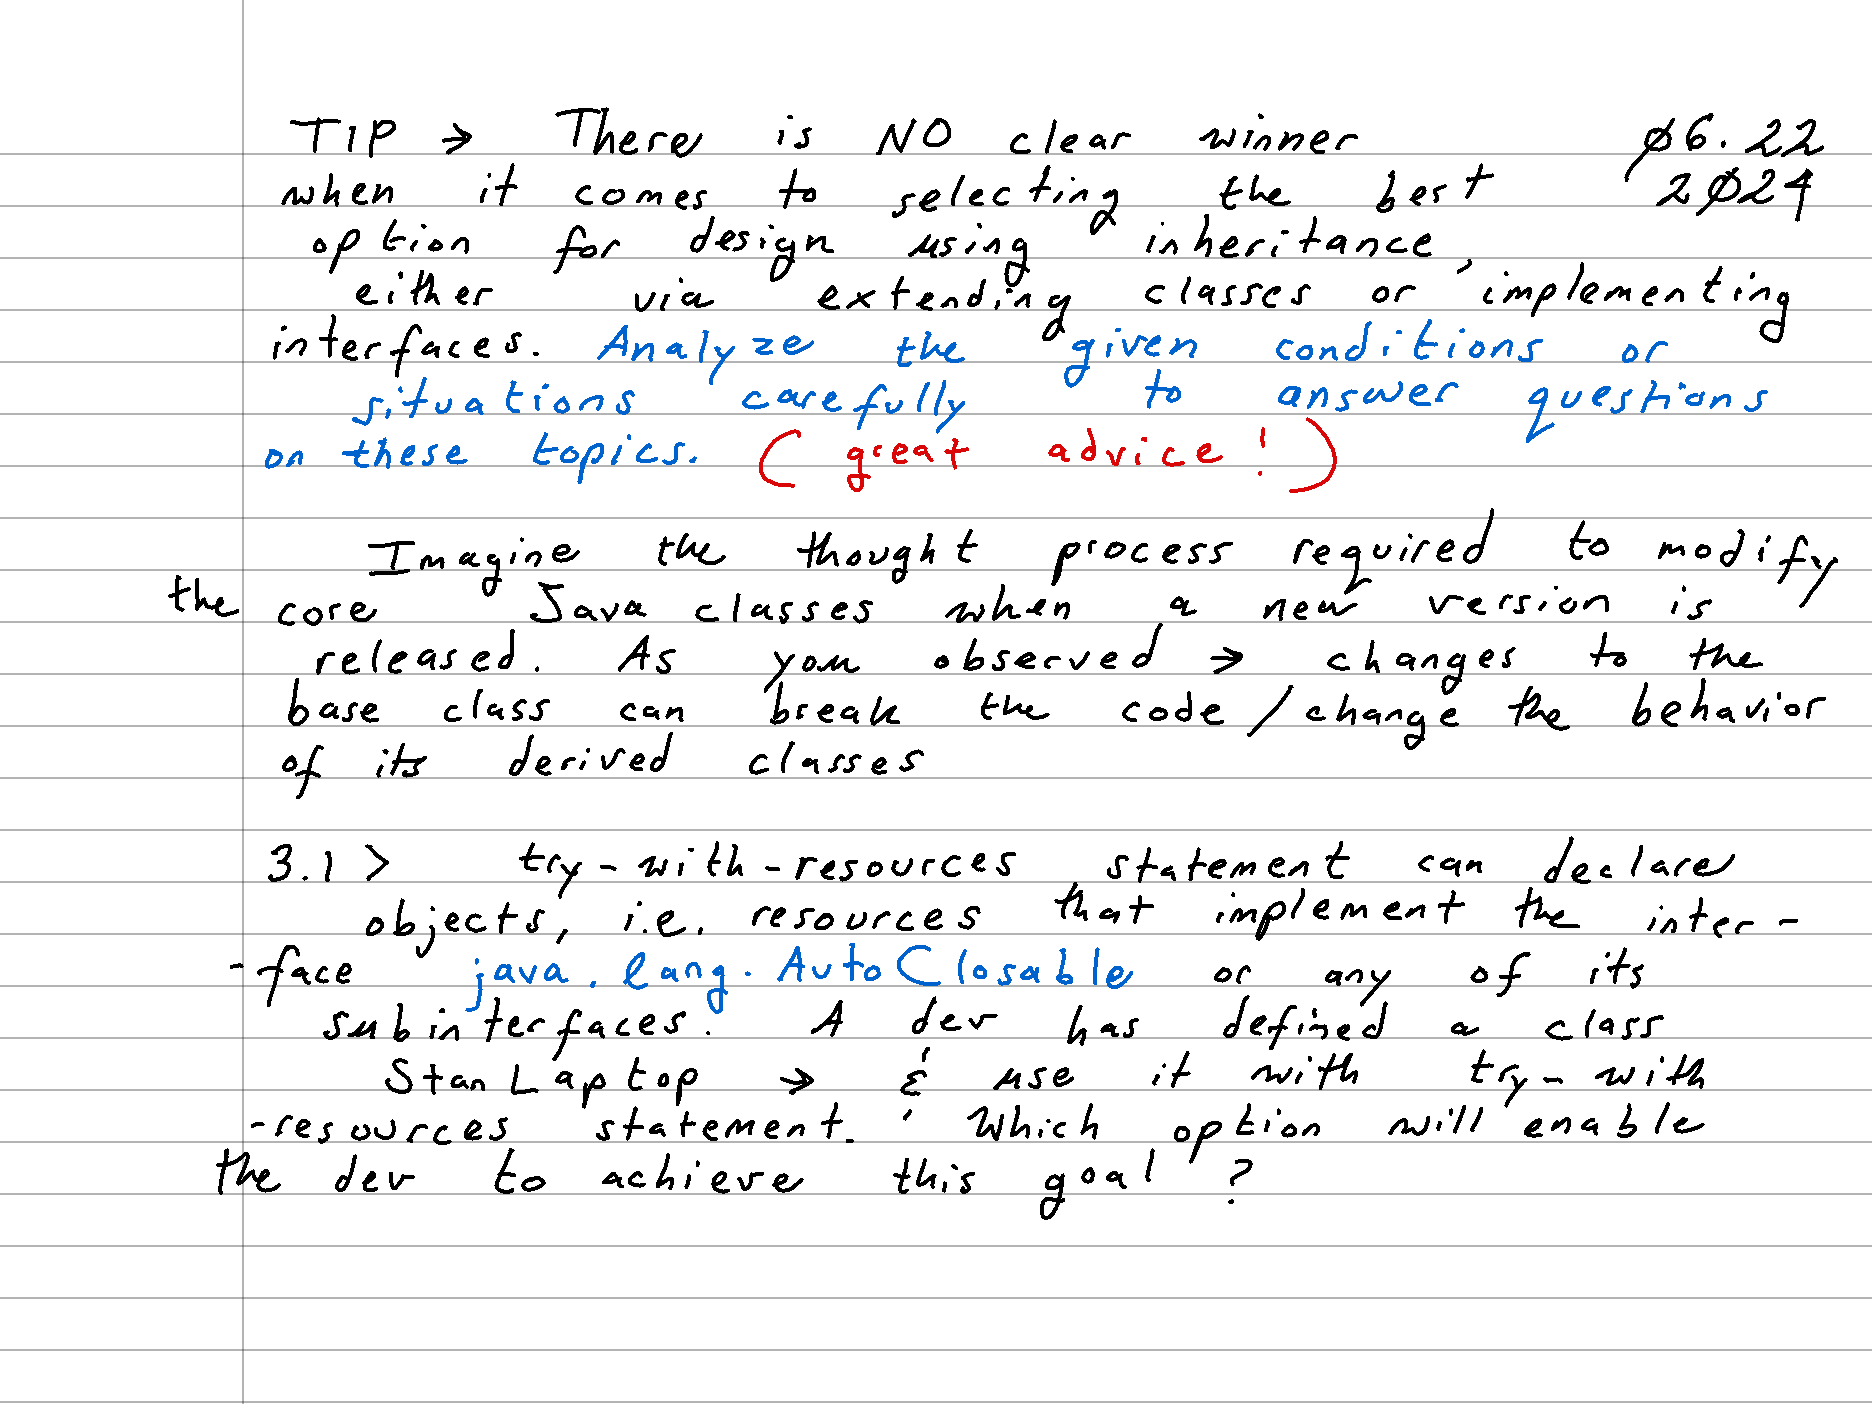 TIP → There is NO clear winner ø6.22
when it comes to selecting the best 2ø24
option for design using inheritance,
either via extending classes or implementing
interfaces. Analyze the given conditions or
situations carefully to answer questions
on these topics. (great advice!)
Imagine the thought process required to modify
the core Java classes when a new version is
released. As you observed → changes to the
base class can break the code/change the behavior
of its derived classes
3.1 > try-with-resources statement can declare
objects, i.e. resources that implement the inter-
-face java.lang.AutoClosable or any of its
subinterfaces. A dev has defined a class
StanLaptop → & use it with try-with
-resources statement. Which option will enable
the dev to achieve this goal?